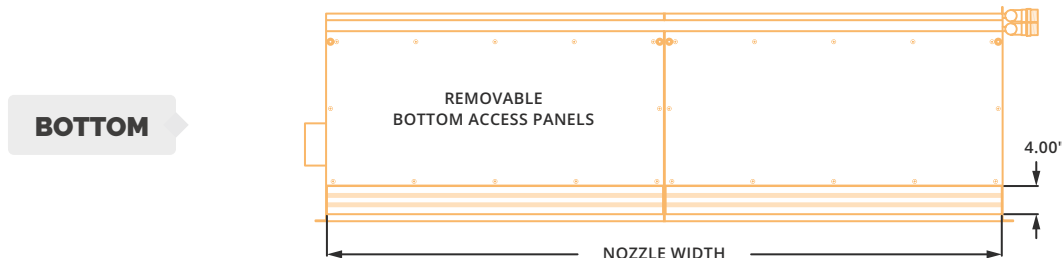 REMOVABLE
BOTTOM ACCESS PANELS
BOTTOM
4.00"
NOZZLE WIDTH